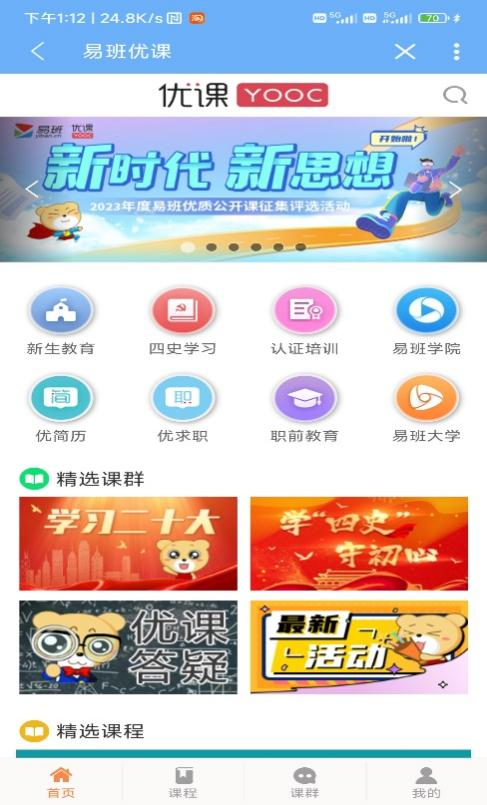 下午1:12 | 24.8K/s
HD 5G HD 5G 70
易班优课
优课 YOOC
易班 优课
yiban.cn YOOC
开始啦！
新时代 新思想
2023年度易班优质公开课征集评选活动
新生教育 四史学习 认证培训 易班学院
简 职
优简历 优求职 职前教育 易班大学
精选课群
学习二十大
学“四史”
守初心
优课
答疑
最新
活动
精选课程
首页 课程 课群 我的